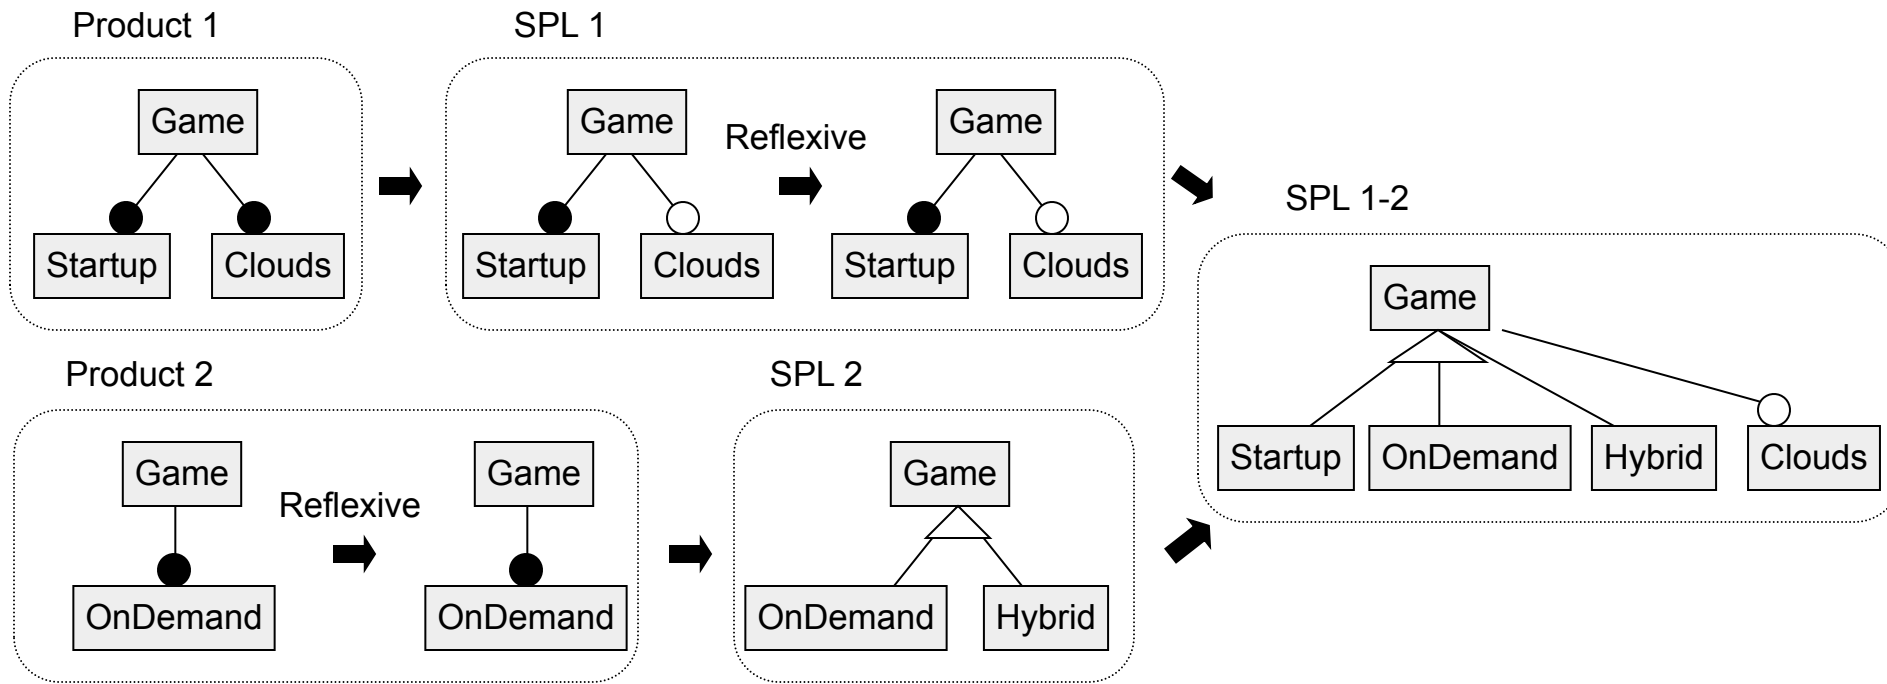 Product 1
Game
Startup
Clouds
SPL 1
Game
Startup
Clouds
Reflexive
Game
Startup
Clouds
Product 2
Game
OnDemand
Reflexive
Game
OnDemand
SPL 2
Game
OnDemand
Hybrid
SPL 1-2
Game
Startup
OnDemand
Hybrid
Clouds